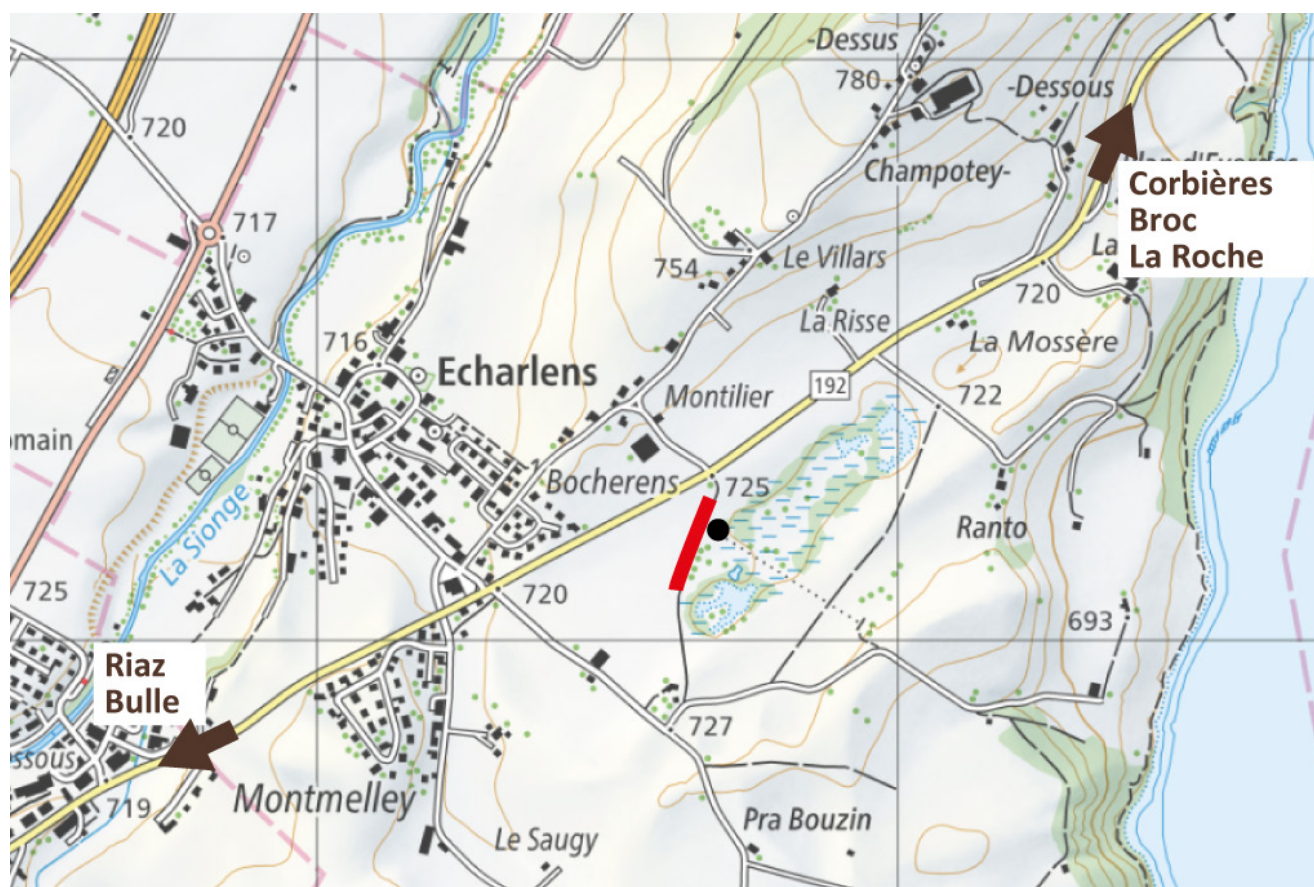 -Dessus
780
-Dessous
720
Champotey-
Corbières
Broc
La Roche
717
754
Le Villars
La
720
La Risse
716
La Mossère
Echarlens
192
Montilier
722
omain
Bocherens
725
La Sionge
Ranto
725
720
693
Riaz
Bulle
727
ssous
719
Montmelley
Pra Bouzin
Le Saugy